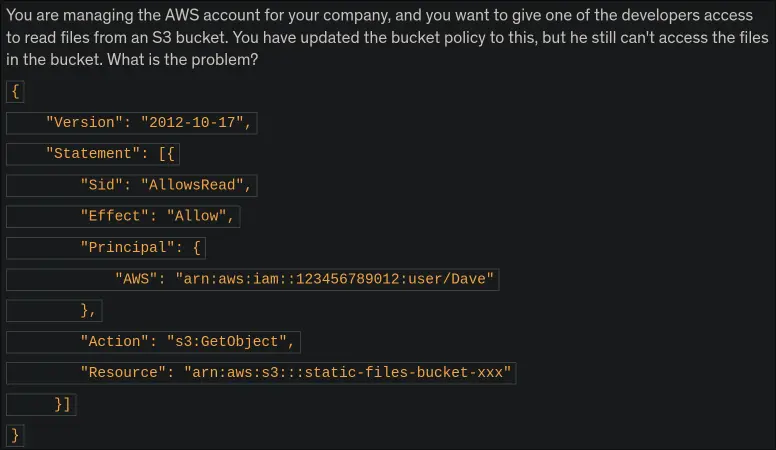 You are managing the AWS account for your company, and you want to give one of the developers access
to read files from an S3 bucket. You have updated the bucket policy to this, but he still can't access the files
in the bucket. What is the problem?
{
"Version": "2012-10-17",
"Statement": [{
"Sid": "AllowsRead",
"Effect": "Allow",
"Principal": {
"AWS": "arn:aws:iam::123456789012:user/Dave"
},
"Action": "s3:GetObject",
"Resource": "arn:aws:s3:::static-files-bucket-xxx"
}]
}